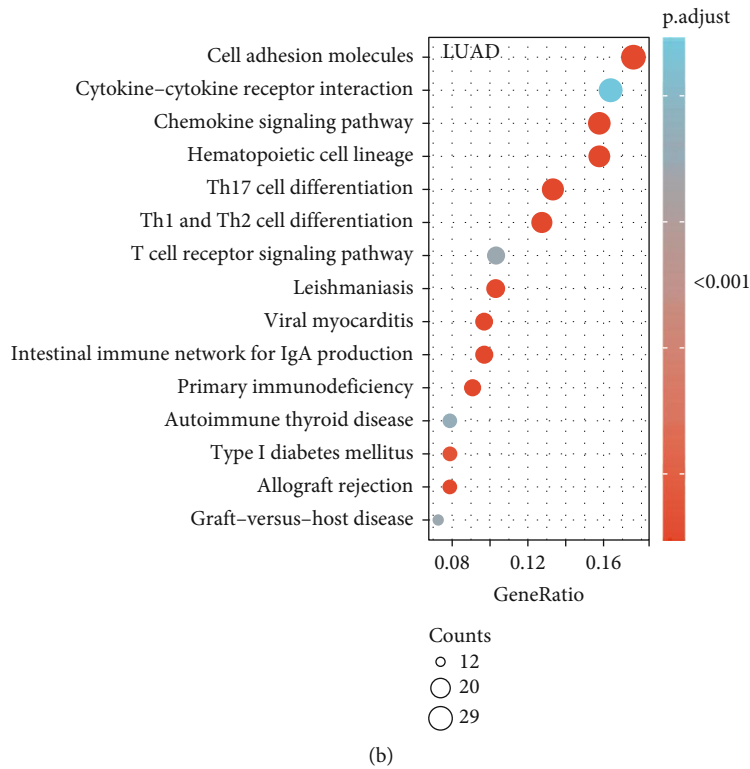 p.adjust
LUAD
Cell adhesion molecules
Cytokine–cytokine receptor interaction
Chemokine signaling pathway
Hematopoietic cell lineage
Th17 cell differentiation
Th1 and Th2 cell differentiation
T cell receptor signaling pathway
Leishmaniasis
Viral myocarditis
Intestinal immune network for IgA production
Primary immunodeficiency
Autoimmune thyroid disease
Type I diabetes mellitus
Allograft rejection
Graft–versus–host disease
<0.001
0.08 0.12 0.16
GeneRatio
Counts
12
20
29
(b)